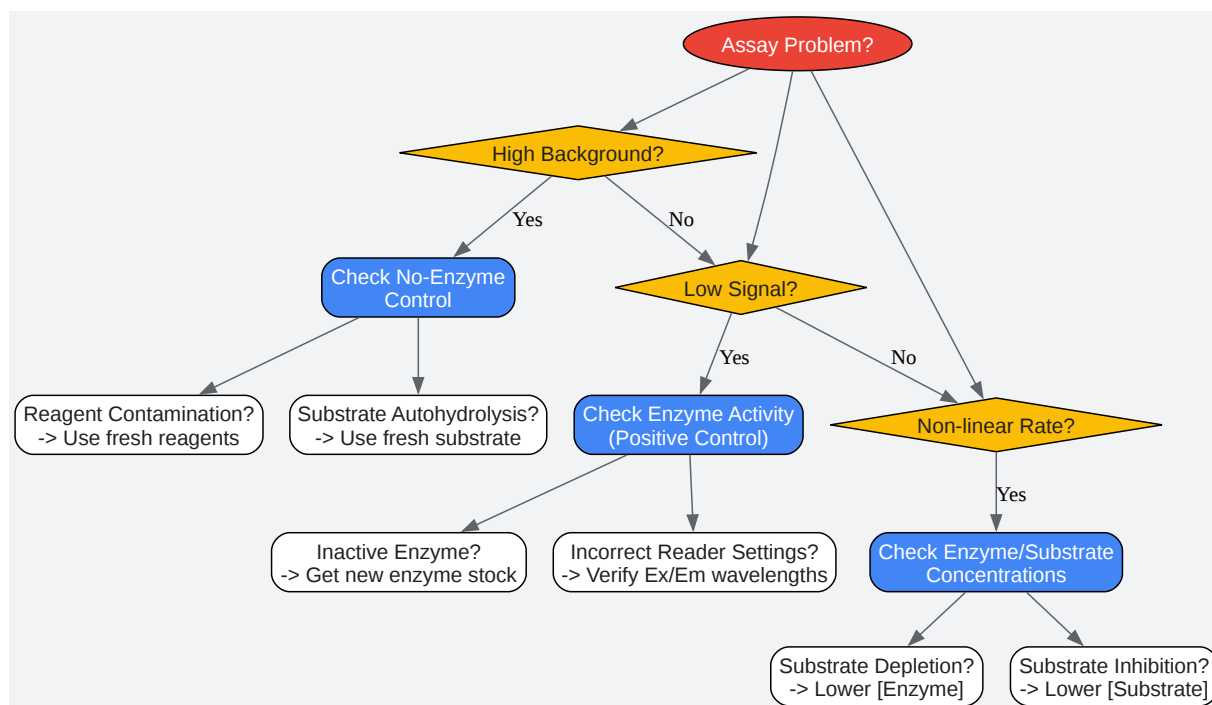 Assay Problem?
High Background?
Yes
No
Check No-Enzyme
Control
Low Signal?
Yes
No
Reagent Contamination?
-> Use fresh reagents
Substrate Autohydrolysis?
-> Use fresh substrate
Check Enzyme Activity
(Positive Control)
Non-linear Rate?
Yes
Inactive Enzyme?
-> Get new enzyme stock
Incorrect Reader Settings?
-> Verify Ex/Em wavelengths
Check Enzyme/Substrate
Concentrations
Substrate Depletion?
-> Lower [Enzyme]
Substrate Inhibition?
-> Lower [Substrate]